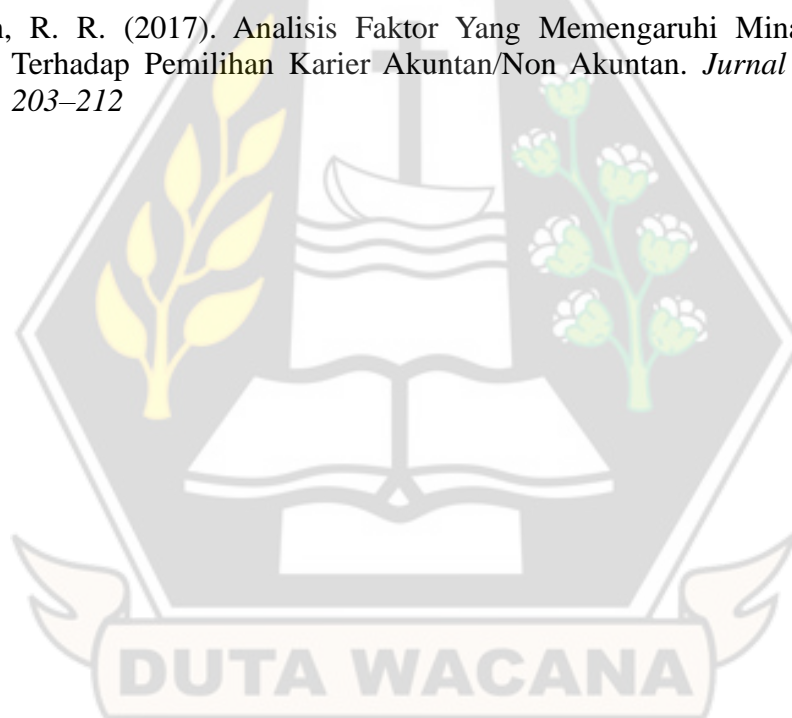 n, R. R. (2017). Analisis Faktor Yang Memengaruhi Mina
Terhadap Pemilihan Karier Akuntan/Non Akuntan. Jurnal
203–212
DUTA WACANA